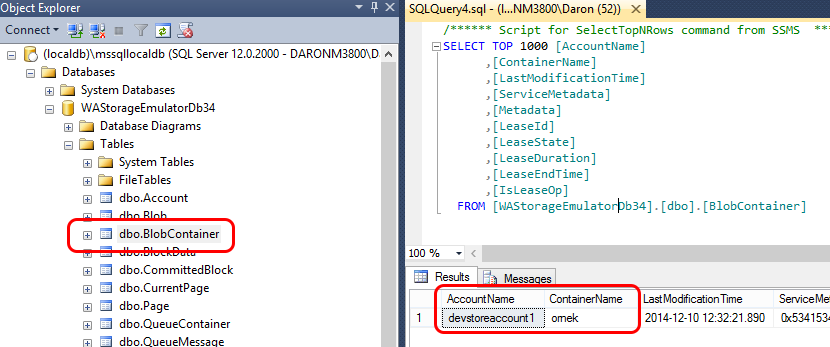 Object Explorer
Connect
(localdb)\mssqllocaldb (SQL Server 12.0.2000 - DARONM3800\D
Databases
System Databases
WAStorageEmulatorDb34
Database Diagrams
Tables
System Tables
FileTables
dbo.Account
dbo.Blob
dbo.BlobContainer
dbo.BlockData
dbo.CommittedBlock
dbo.CurrentPage
dbo.Page
dbo.QueueContainer
dbo.QueueMessage
SQLQuery4.sql - (l...NM3800\Daron (52))
/****** Script for SelectTopNRows command from SSMS ***
SELECT TOP 1000 [AccountName]
,[ContainerName]
,[LastModificationTime]
,[ServiceMetadata]
,[Metadata]
,[LeaseId]
,[LeaseState]
,[LeaseDuration]
,[LeaseEndTime]
,[IsLeaseOp]
FROM [WAStorageEmulatorDb34].[dbo].[BlobContainer]
100 %
Results Messages
AccountName ContainerName LastModificationTime ServiceMet
1 devstoreaccount1 ornek 2014-12-10 12:32:21.890 0x5341534